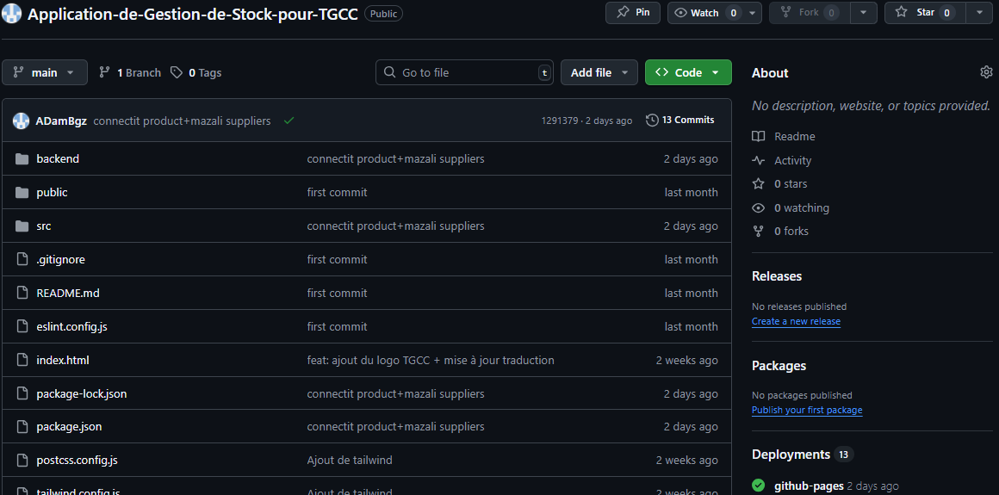 Application-de-Gestion-de-Stock-pour-TGCC Public Pin Watch 0 Fork 0 Star 0
main 1 Branch 0 Tags Go to file t Add file Code
ADamBgz connectit product+mazali suppliers 1291379 · 2 days ago 13 Commits
backend connectit product+mazali suppliers 2 days ago
public first commit last month
src connectit product+mazali suppliers 2 days ago
.gitignore first commit last month
README.md first commit last month
eslint.config.js first commit last month
index.html feat: ajout du logo TGCC + mise à jour traduction 2 weeks ago
package-lock.json connectit product+mazali suppliers 2 days ago
package.json connectit product+mazali suppliers 2 days ago
postcss.config.js Ajout de tailwind 2 weeks ago
tailwind.config.js Ajout de tailwind 2 weeks ago
About
No description, website, or topics provided.
Readme
Activity
0 stars
0 watching
0 forks
Releases
No releases published
Create a new release
Packages
No packages published
Publish your first package
Deployments 13
github-pages 2 days ago